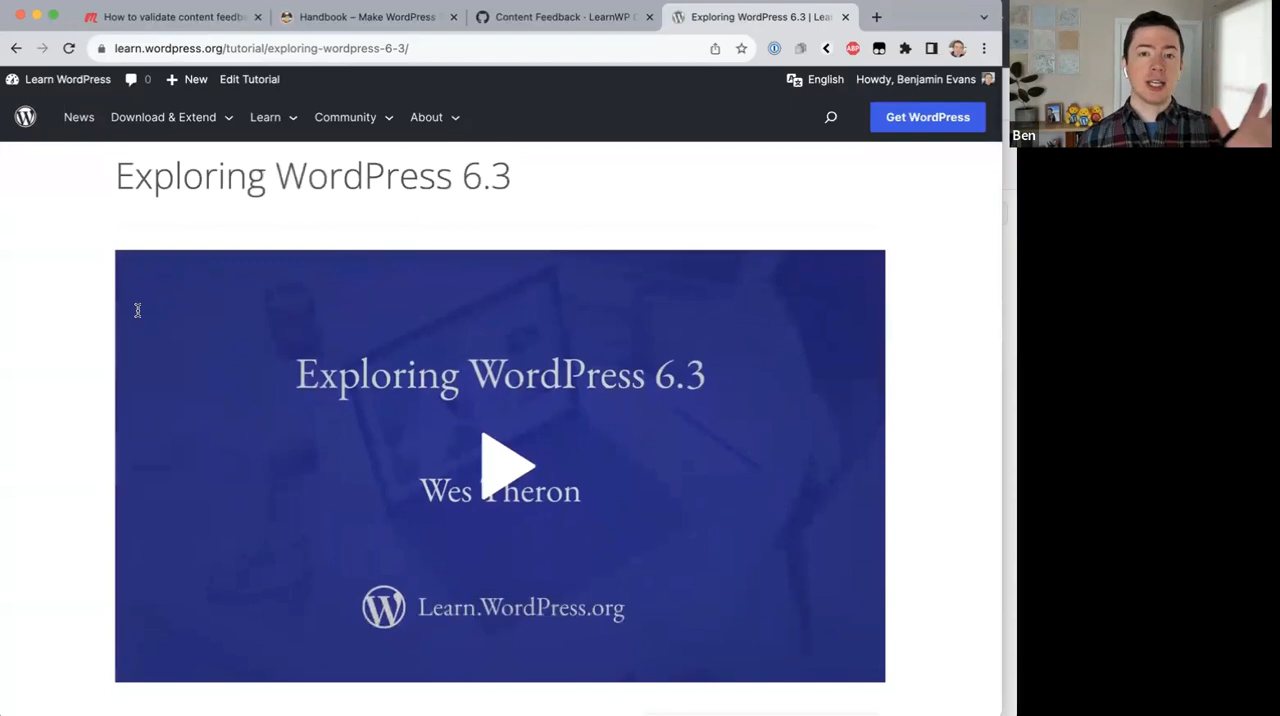 How to validate content feedb
Handbook – Make WordPress
Content Feedback · LearnWP
Exploring WordPress 6.3 | Lea
learn.wordpress.org/tutorial/exploring-wordpress-6-3/
ABP
Learn WordPress
0
New
Edit Tutorial
English
Howdy, Benjamin Evans
News
Download & Extend
Learn
Community
About
Get WordPress
Ben
Exploring WordPress 6.3
Exploring WordPress 6.3
Wes Theron
Learn.WordPress.org